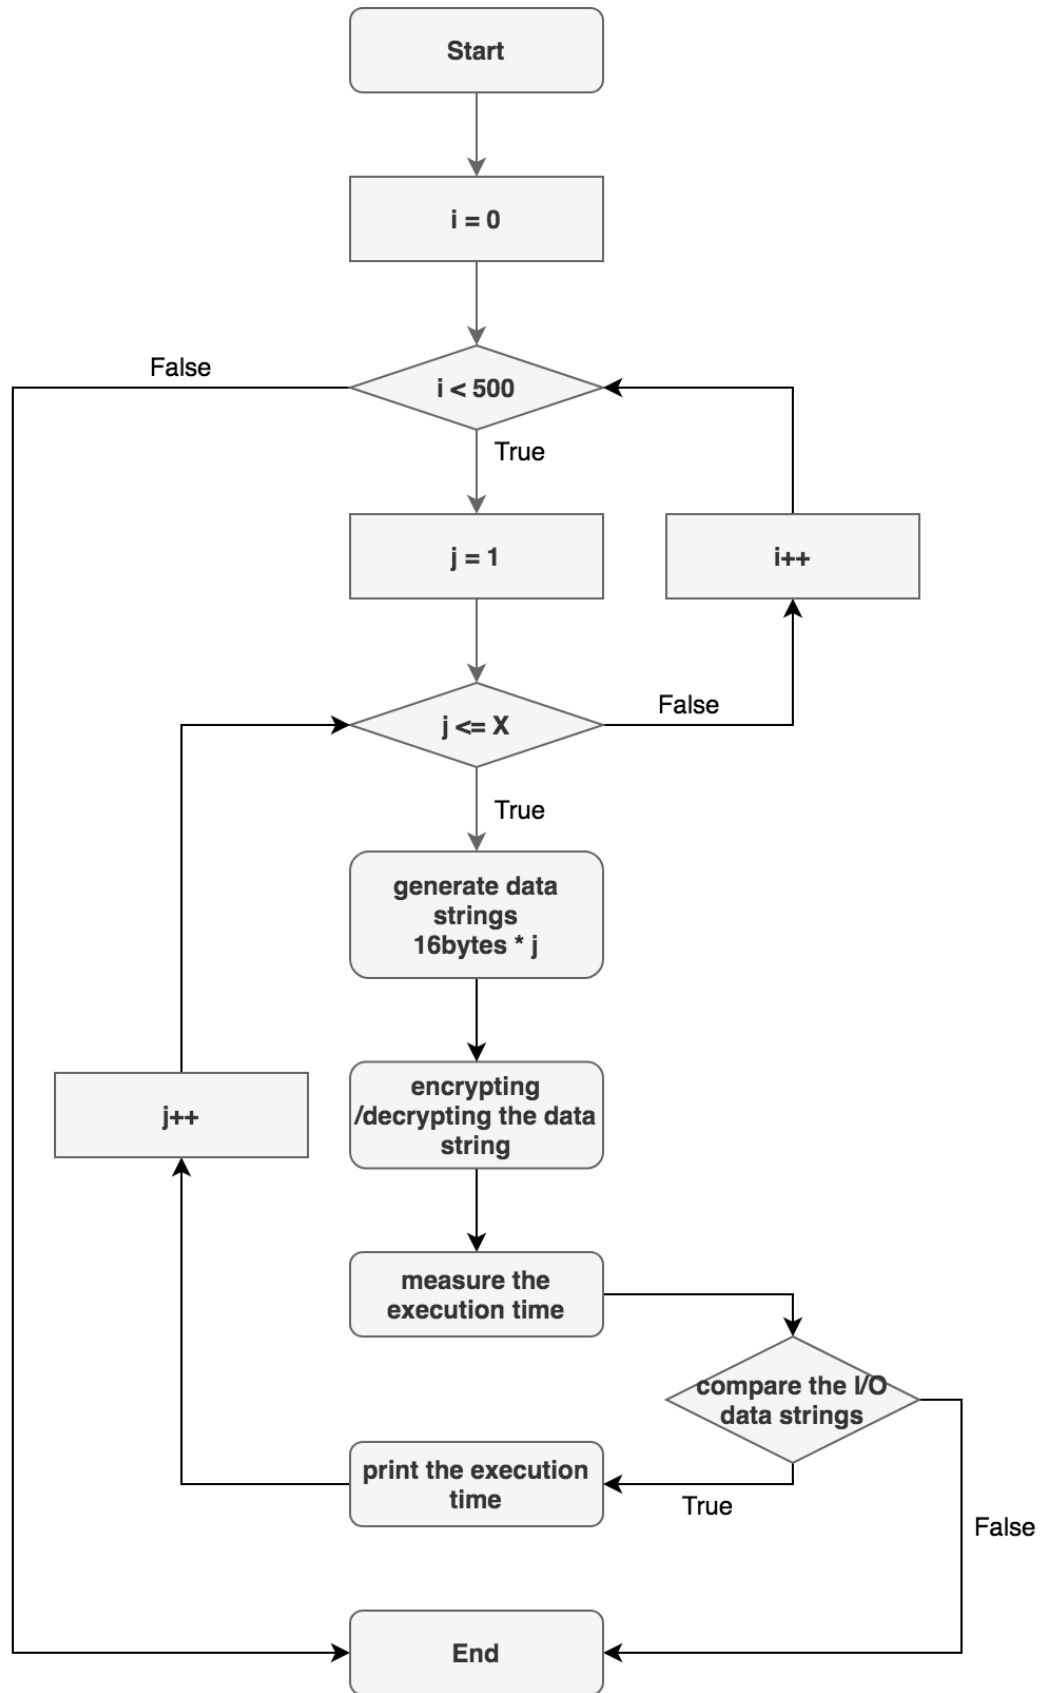 Start
i = 0
False
i < 500
True
j = 1
i++
j <= X
False
True
generate data
strings
16bytes * j
encrypting
/decrypting the data
string
j++
measure the
execution time
compare the I/O
data strings
print the execution
time
True
False
End